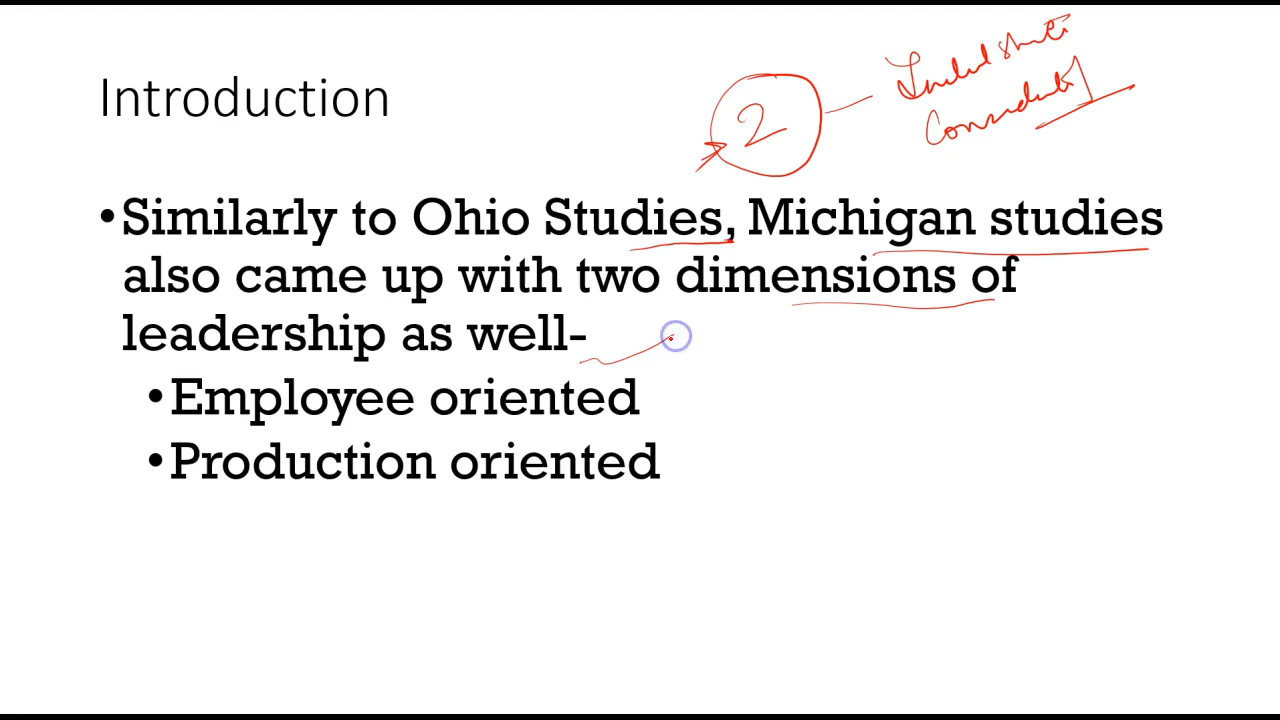 Introduction
2
•Similarly to Ohio Studies, Michigan studies
also came up with two dimensions of
leadership as well-
•Employee oriented
•Production oriented